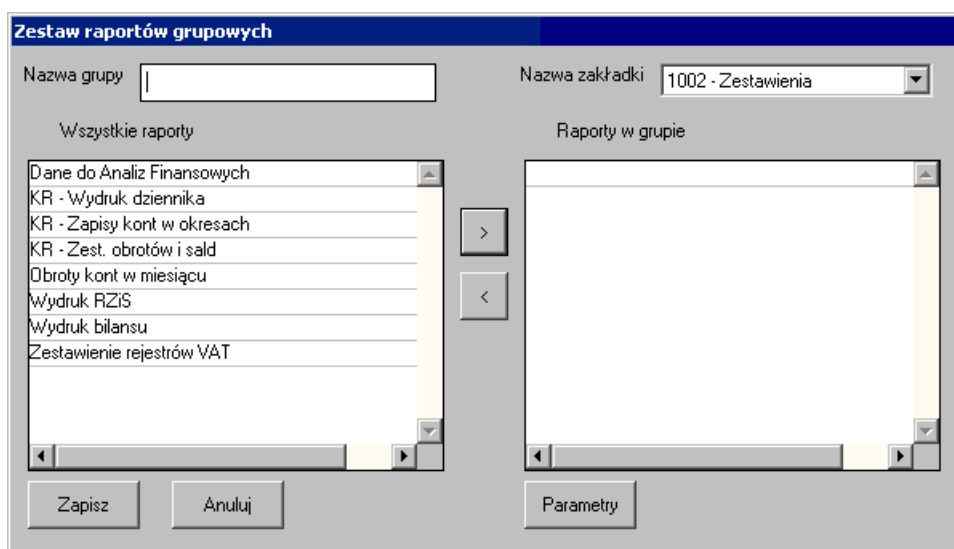 Zestaw raportów grupowych
Nazwa grupy
Nazwa zakładki
1002 - Zestawienia
Wszystkie raporty
Raporty w grupie
Dane do Analiz Finansowych
KR - Wydruk dziennika
KR - Zapisy kont w okresach
KR - Zest. obrotów i sald
Obroty kont w miesiącu
Wydruk RZiS
Wydruk bilansu
Zestawienie rejestrów VAT
>
<
Zapisz
Anuluj
Parametry